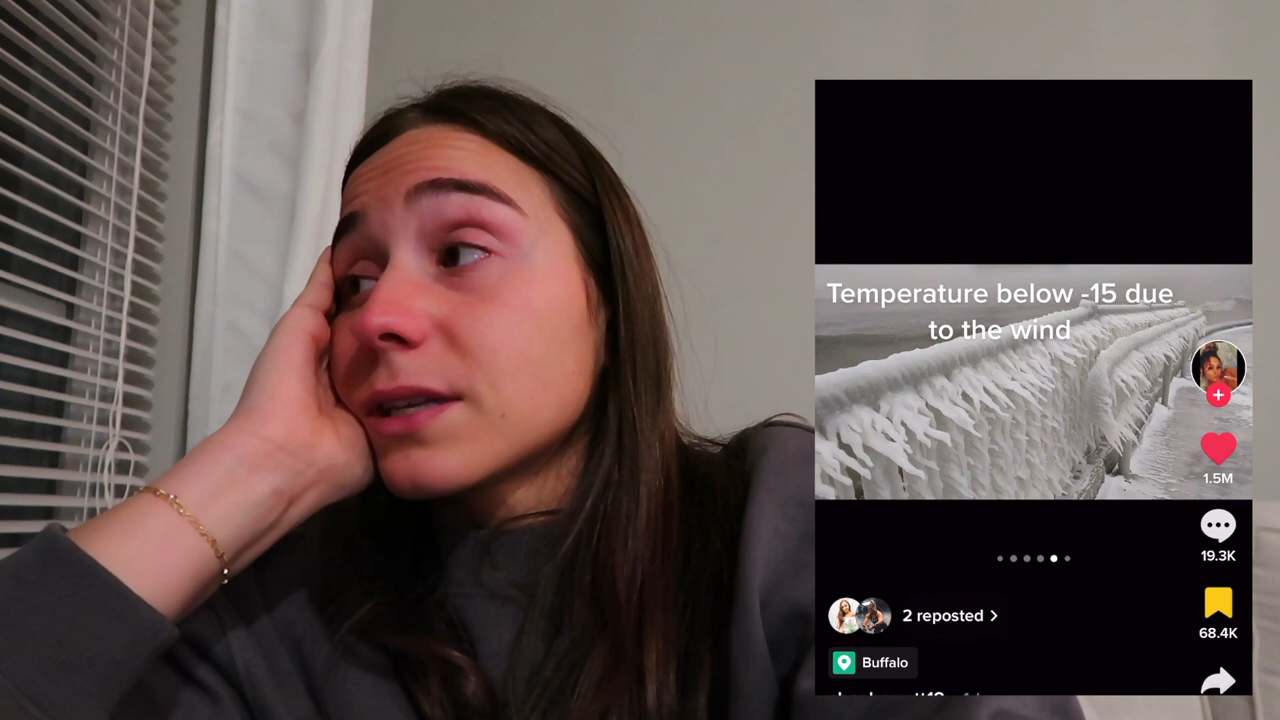 Temperature below -15 due
to the wind
1.5M
19.3K
2 reposted >
68.4K
Buffalo